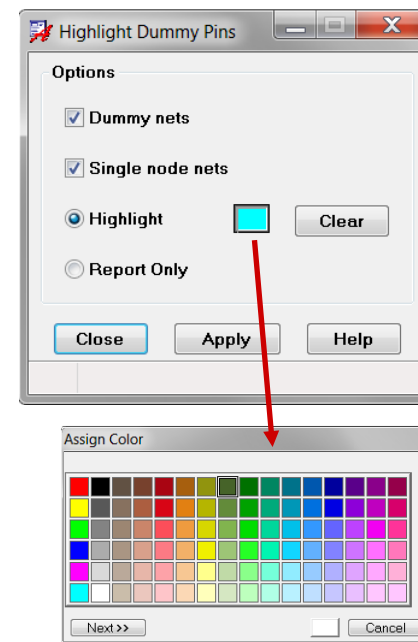 Highlight Dummy Pins
Options
Dummy nets
Single node nets
Highlight Clear
Report Only
Close Apply Help
Assign Color
Next >> Cancel